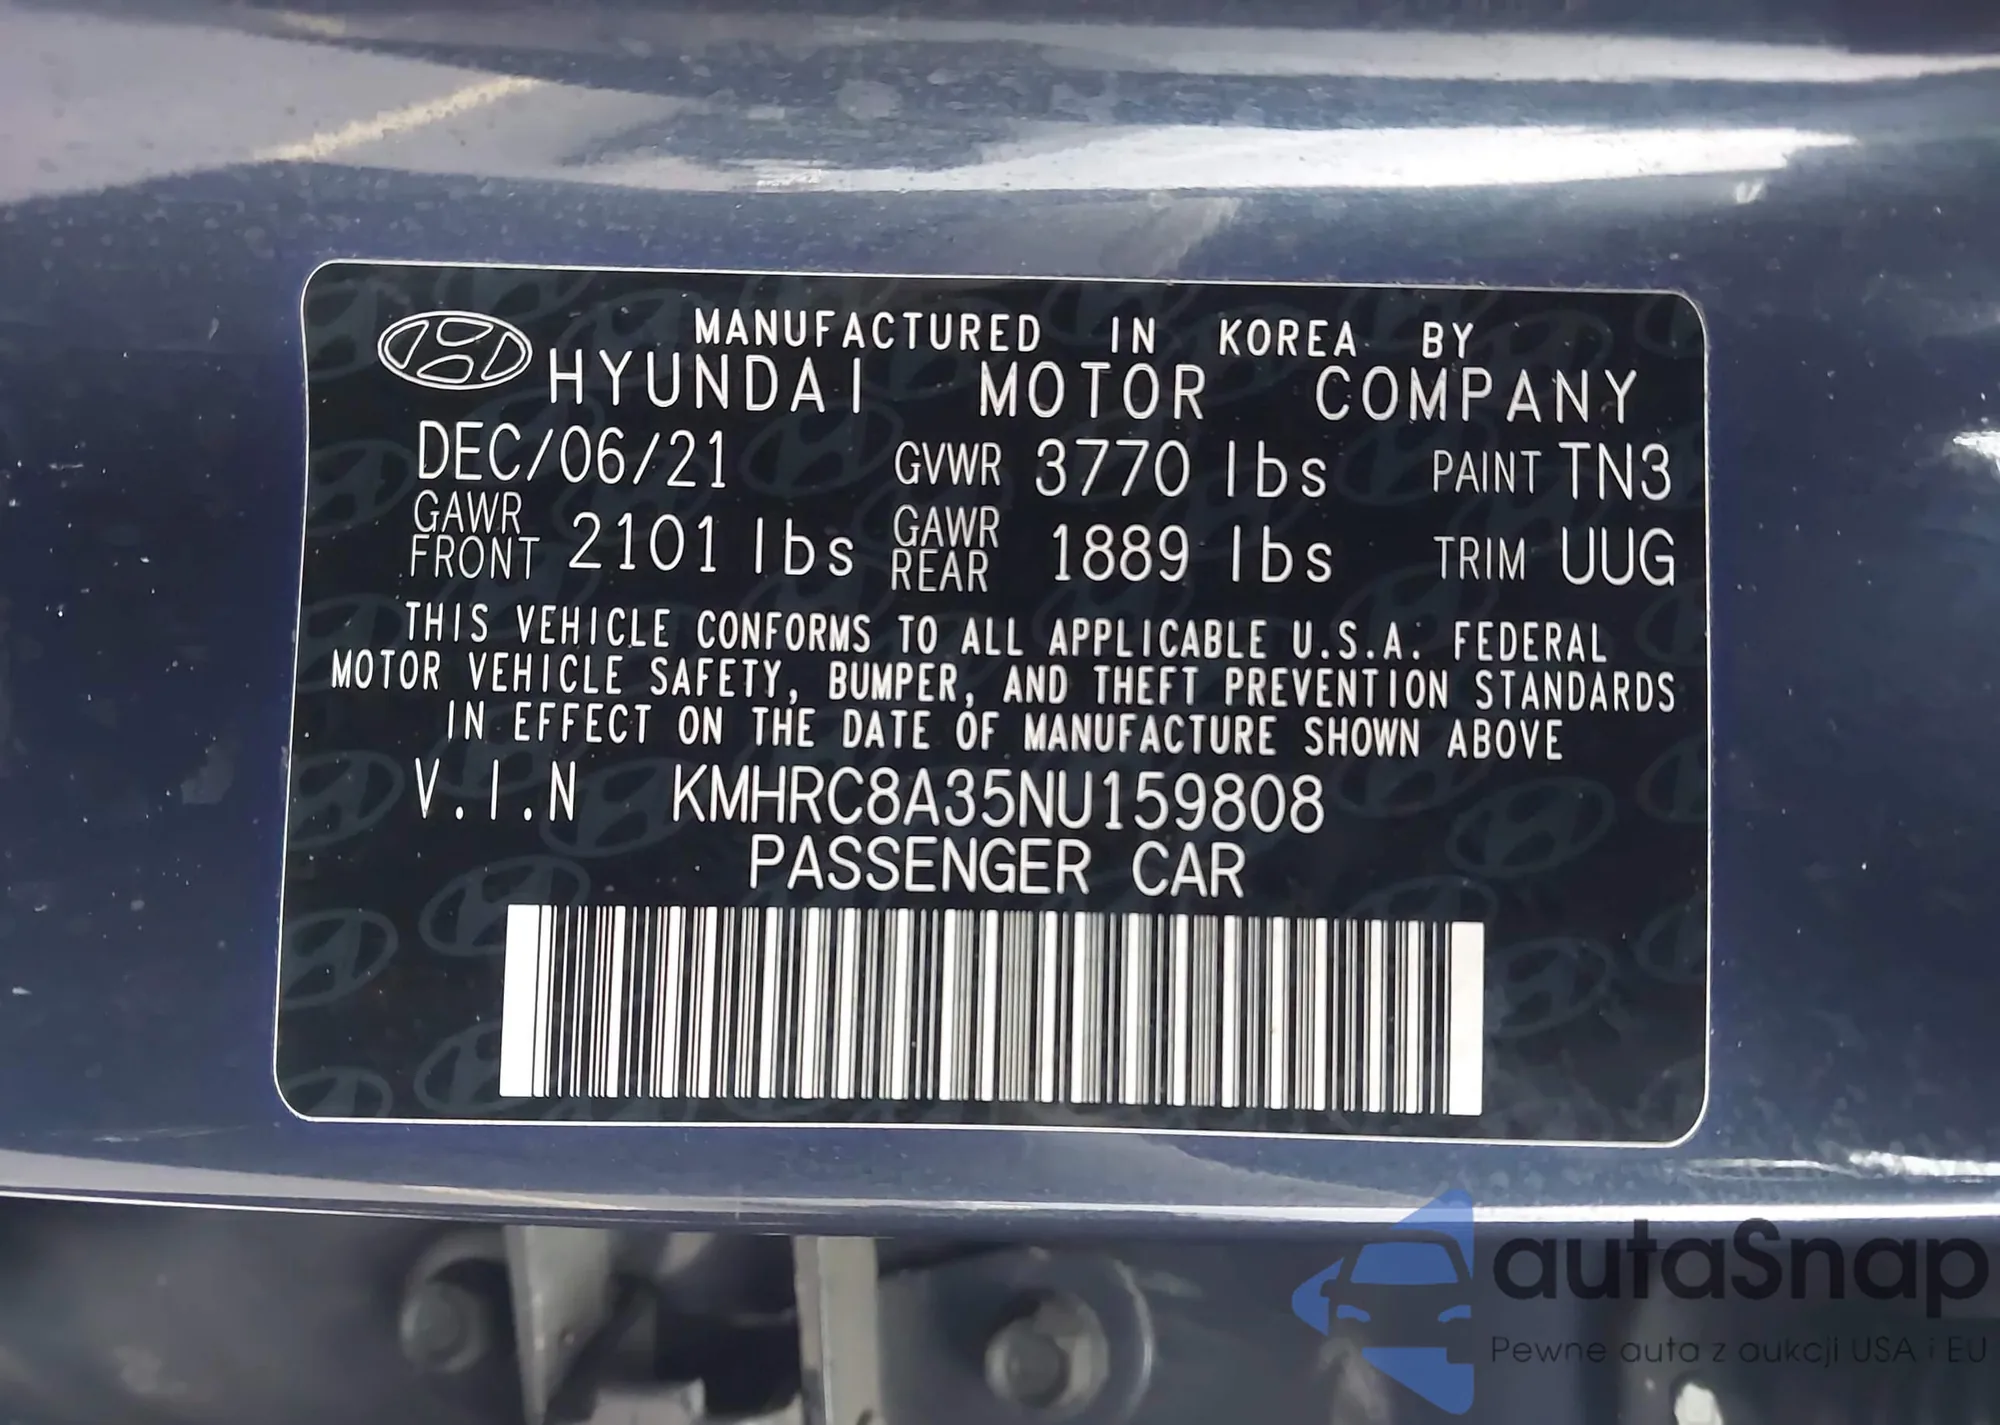 MANUFACTURED IN KOREA BY
HYUNDAI MOTOR COMPANY
DEC/06/21 GVWR 3770 lbs PAINT TN3
GAWR FRONT 2101 lbs GAWR REAR 1889 lbs TRIM UUG
THIS VEHICLE CONFORMS TO ALL APPLICABLE U.S.A. FEDERAL
MOTOR VEHICLE SAFETY, BUMPER, AND THEFT PREVENTION STANDARDS
IN EFFECT ON THE DATE OF MANUFACTURE SHOWN ABOVE
V.I.N KMHRC8A35NU159808
PASSENGER CAR
autaSnap
Pewne auta z aukcji USA i EU